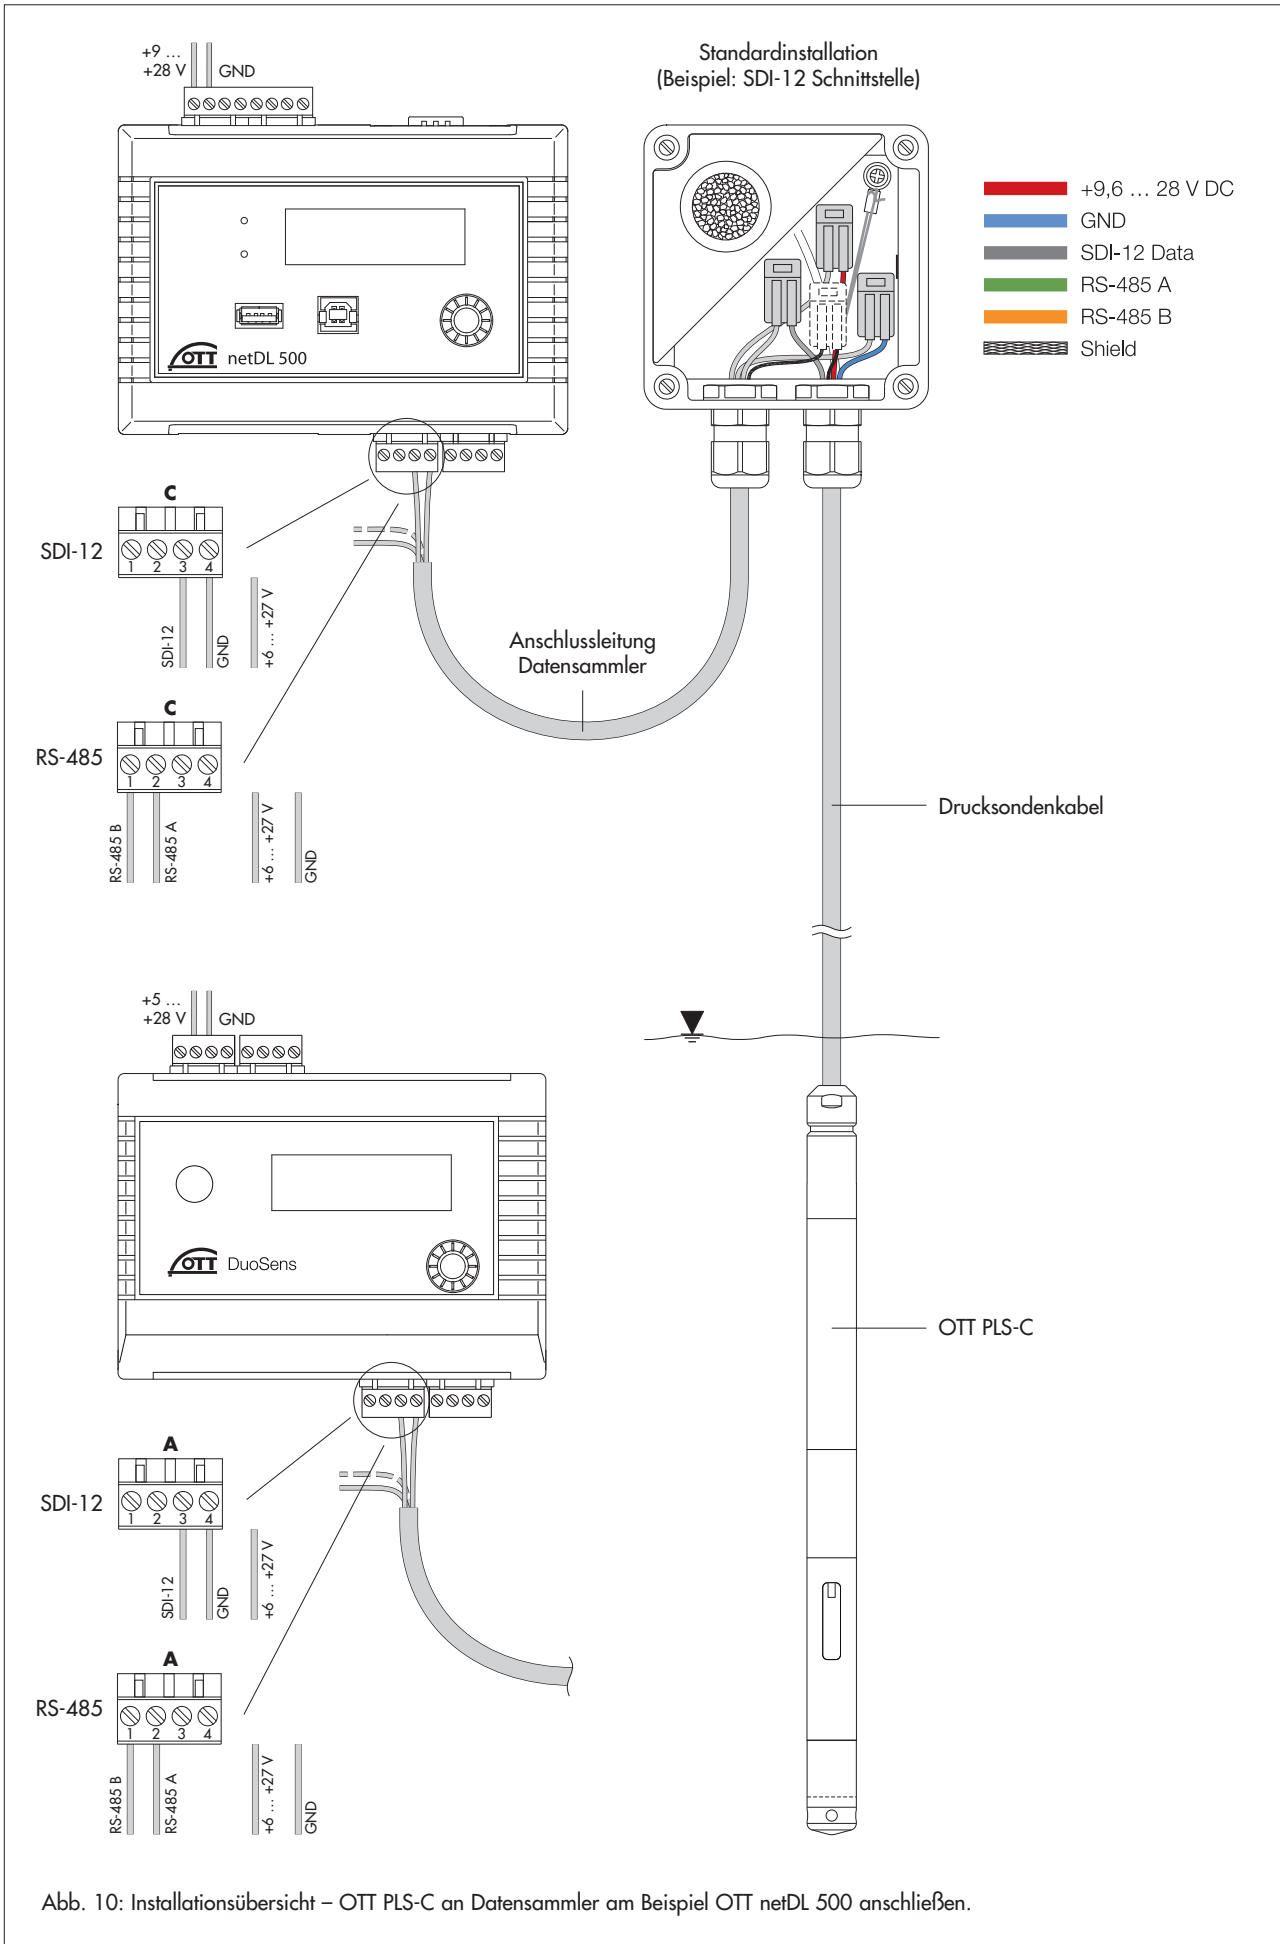 +9 ...
+28 V
GND
Standardinstallation
(Beispiel: SDI-12 Schnittstelle)
+9,6 ... 28 V DC
GND
SDI-12 Data
RS-485 A
RS-485 B
Shield
OTT netDL 500
C
SDI-12
1 2 3 4
SDI-12
GND
+6 ... +27 V
Anschlussleitung
Datensammler
C
RS-485
1 2 3 4
RS-485 B
RS-485 A
+6 ... +27 V
GND
Drucksondenkabel
+5 ...
+28 V
GND
OTT DuoSens
OTT PLS-C
A
SDI-12
1 2 3 4
SDI-12
GND
+6 ... +27 V
A
RS-485
1 2 3 4
RS-485 B
RS-485 A
+6 ... +27 V
GND
Abb. 10: Installationsübersicht – OTT PLS-C an Datensammler am Beispiel OTT netDL 500 anschließen.